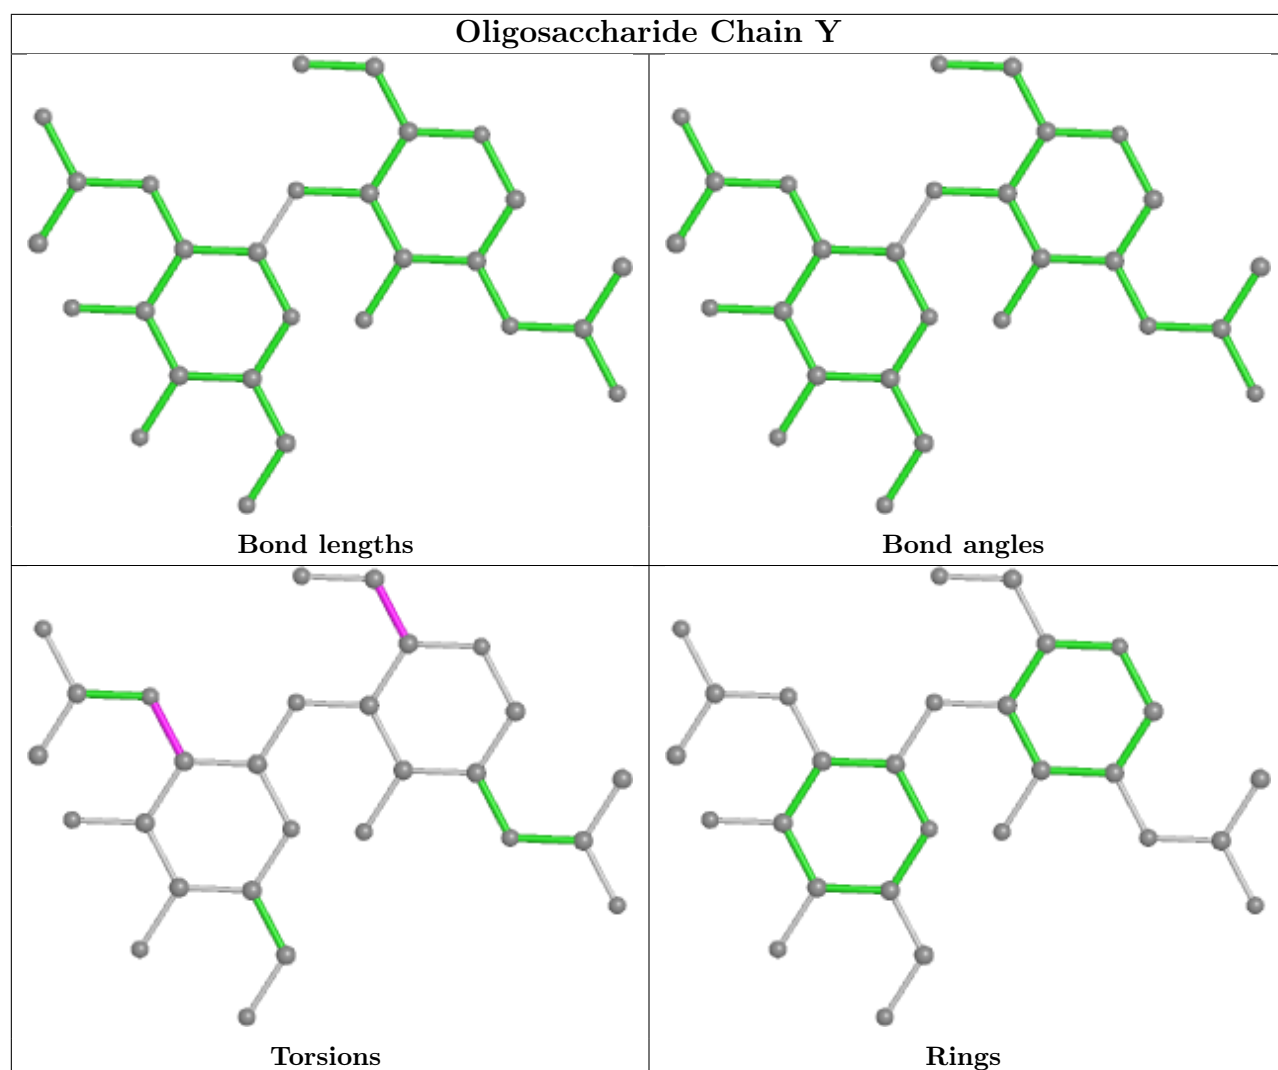 Oligosaccharide Chain Y
Bond lengths
Bond angles
Torsions
Rings